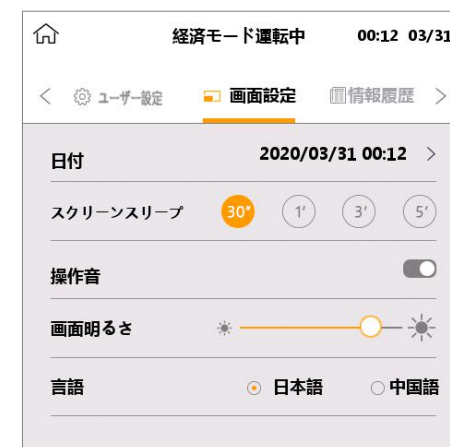 経済モード運転中 00:12 03/31
< ユーザー設定 画面設定 情報履歴 >
日付 2020/03/31 00:12 >
スクリーンスリープ 30" 1' 3' 5'
操作音
画面明るさ
言語 日本語 中国語